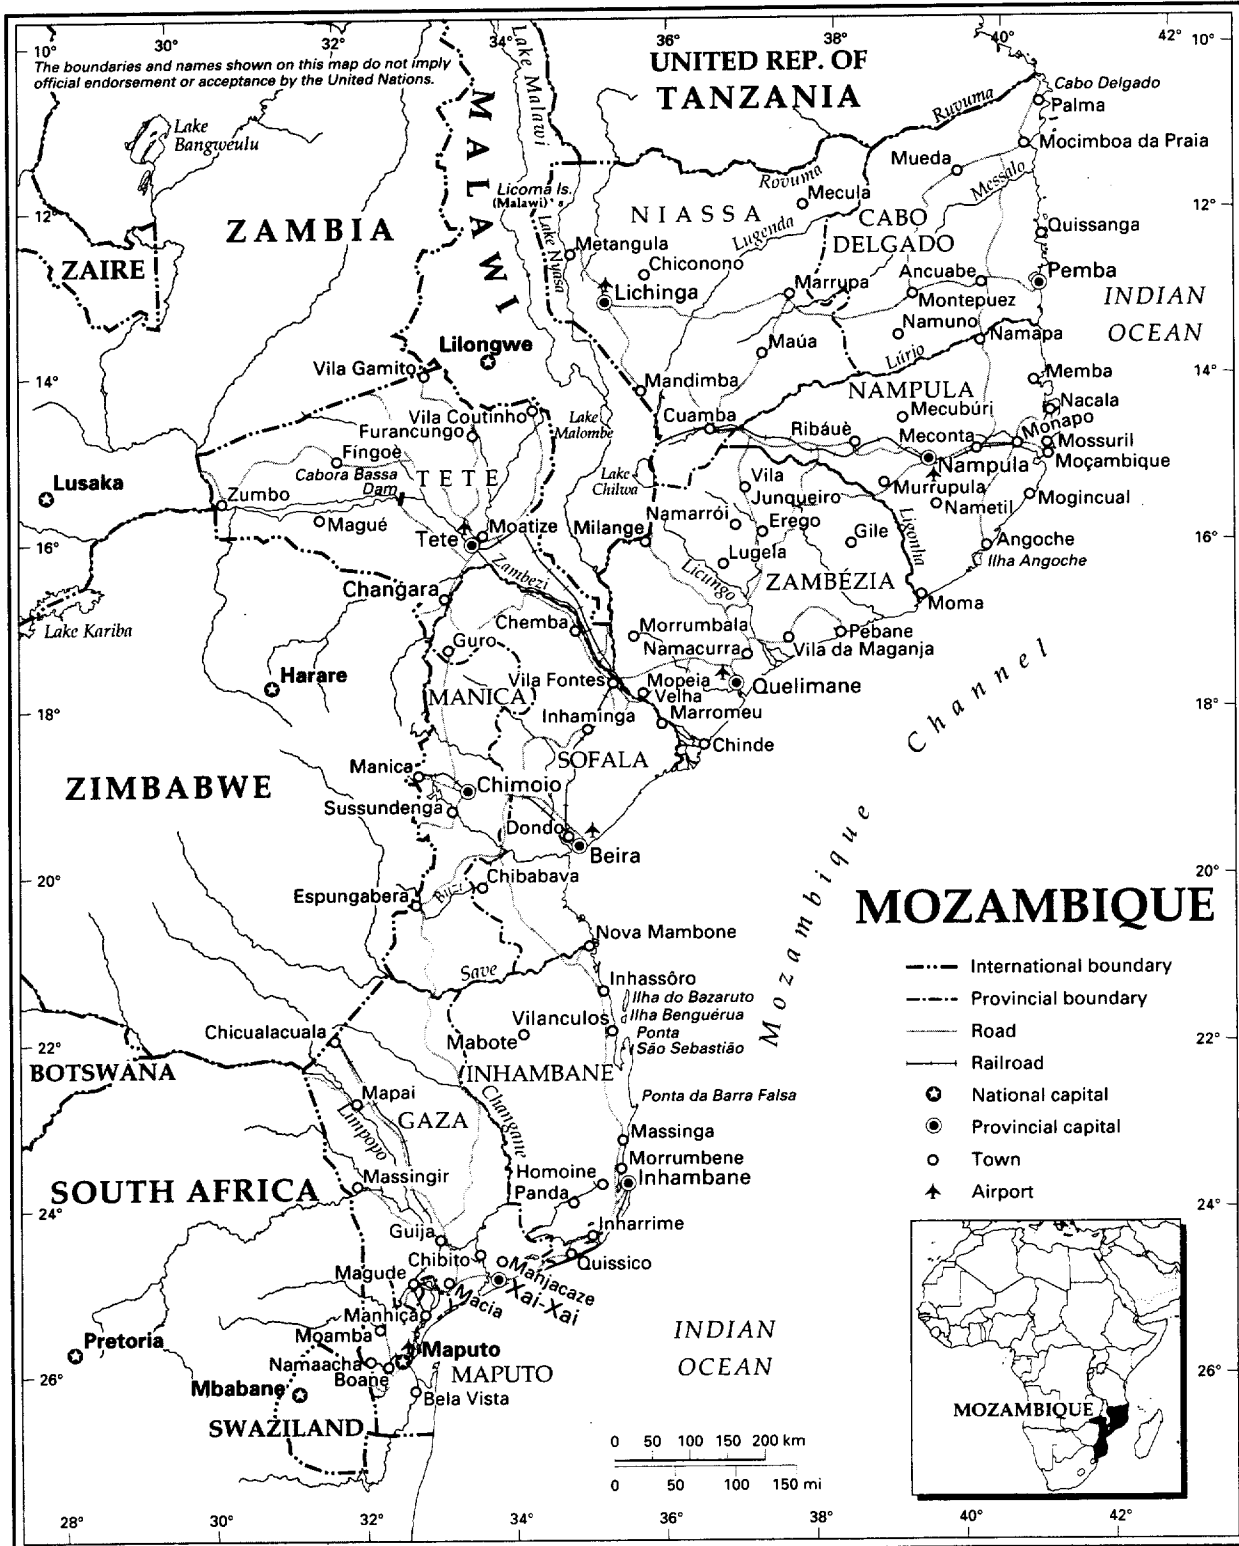 30°
32°
34°
36°
38°
40°
42°
10°
10°
The boundaries and names shown on this map do not imply
official endorsement or acceptance by the United Nations.
UNITED REP. OF
TANZANIA
Lake Malawi
MALAWI
Ruvuma
Cabo Delgado
Palma
Lake
Bangweulu
Mocimboa da Praia
Mueda
Messalo
Rovuma
Licoma Is.
(Malawi)
Mecula
12°
12°
ZAMBIA
NIASSA
CABO
DELGADO
Lugenda
Quissanga
Lake Nyasa
Metangula
ZAIRE
Chiconono
Ancuabe
Pemba
Lichinga
Marrupa
Montepuez
INDIAN
OCEAN
Namuno
Namapa
Lilongwe
Maúa
Lúrio
Vila Gamito
14°
14°
Mandimba
NAMPULA
Memba
Vila Coutinho
Furancungo
Lake
Malombe
Cuamba
Mecubúri
Nacala
Ribáuè
Meconta
Monapo
Mossuril
Fíngoè
Moçambique
Cabora Bassa
Dam
TETE
Lake
Chilwa
Vila
Junqueiro
Nampula
Lusaka
Zumbo
Murrupula
Mogincual
Nametil
Magué
Moatize
Namarrói
Erego
Tete
Milange
Gile
Ligonha
Angoche
Ilha Angoche
16°
16°
Lugela
Zambezi
Licungo
ZAMBÉZIA
Changara
Moma
Lake Kariba
Chemba
Morrumbala
Pebane
Guro
Namacurra
Vila da Maganja
Harare
Vila Fontes
Mopeia
Velha
Quelimane
MANICA
18°
18°
Inhaminga
Marromeu
Chinde
SOFALA
Manica
ZIMBABWE
Chimoio
Sussundenga
Dondo
Beira
Mozambique Channel
20°
20°
Chibabava
Espungabera
MOZAMBIQUE
Nova Mambone
International boundary
Save
Inhassôro
Provincial boundary
Ilha do Bazaruto
Ilha Benguérua
Vilanculos
Road
Chicualacuala
Ponta
São Sebastião
22°
22°
Mabote
Railroad
BOTSWANA
INHAMBANE
Mapai
Ponta da Barra Falsa
National capital
GAZA
Changane
Limpopo
Provincial capital
Massinga
Morrumbene
Town
Massingir
Homoine
Inhambane
SOUTH AFRICA
Panda
Airport
24°
24°
Guija
Inharrime
Chibito
Quissico
Magude
Manjacaze
Macia
Xai-Xai
Manhiça
Moamba
INDIAN
OCEAN
Pretoria
Maputo
Namaacha
MAPUTO
Boane
26°
26°
Mbabane
Bela Vista
SWAZILAND
MOZAMBIQUE
0 50 100 150 200 km
0 50 100 150 mi
28°
30°
32°
34°
36°
38°
40°
42°